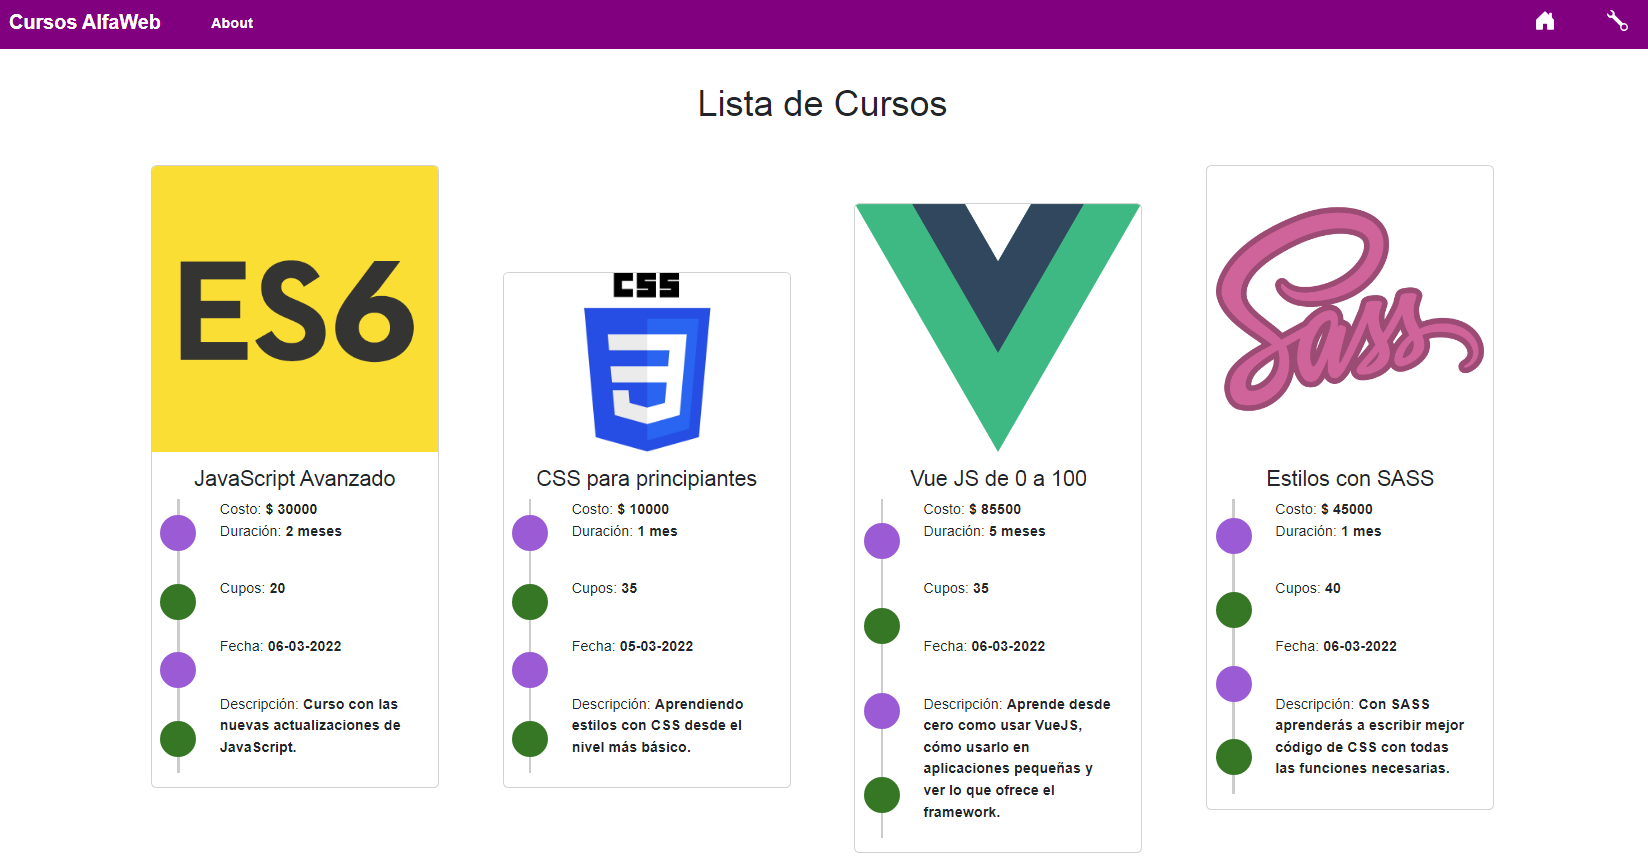 Cursos AlfaWeb
About
Lista de Cursos
ES6
JavaScript Avanzado
Costo: $ 30000
Duración: 2 meses
Cupos: 20
Fecha: 06-03-2022
Descripción: Curso con las
nuevas actualizaciones de
JavaScript.
CSS
CSS para principiantes
Costo: $ 10000
Duración: 1 mes
Cupos: 35
Fecha: 05-03-2022
Descripción: Aprendiendo
estilos con CSS desde el
nivel más básico.
Vue JS de 0 a 100
Costo: $ 85500
Duración: 5 meses
Cupos: 35
Fecha: 06-03-2022
Descripción: Aprende desde
cero como usar VueJS,
cómo usarlo en
aplicaciones pequeñas y
ver lo que ofrece el
framework.
Sass
Estilos con SASS
Costo: $ 45000
Duración: 1 mes
Cupos: 40
Fecha: 06-03-2022
Descripción: Con SASS
aprenderás a escribir mejor
código de CSS con todas
las funciones necesarias.